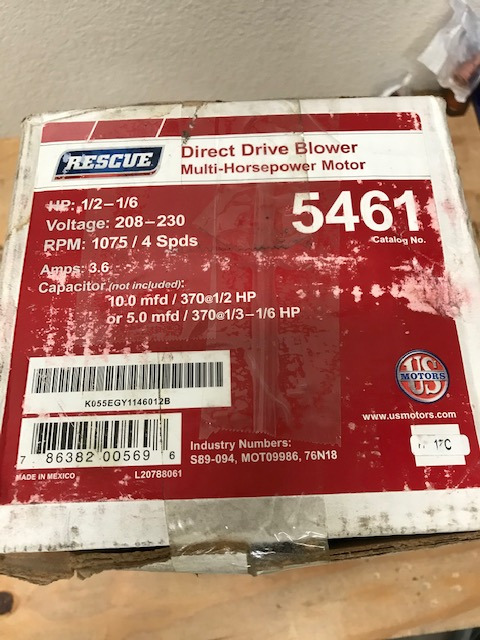 RESCUE
Direct Drive Blower
Multi-Horsepower Motor
HP: 1/2–1/6
Voltage: 208–230
RPM: 1075 / 4 Spds
5461
Catalog No.
Amps: 3.6
Capacitor (not included):
10.0 mfd / 370@1/2 HP
or 5.0 mfd / 370@1/3–1/6 HP
K055EGY1146012B
US
MOTORS
www.usmotors.com
7 86382 00569 6
Industry Numbers:
S89-094, MOT09986, 76N18
MADE IN MEXICO
L20788061